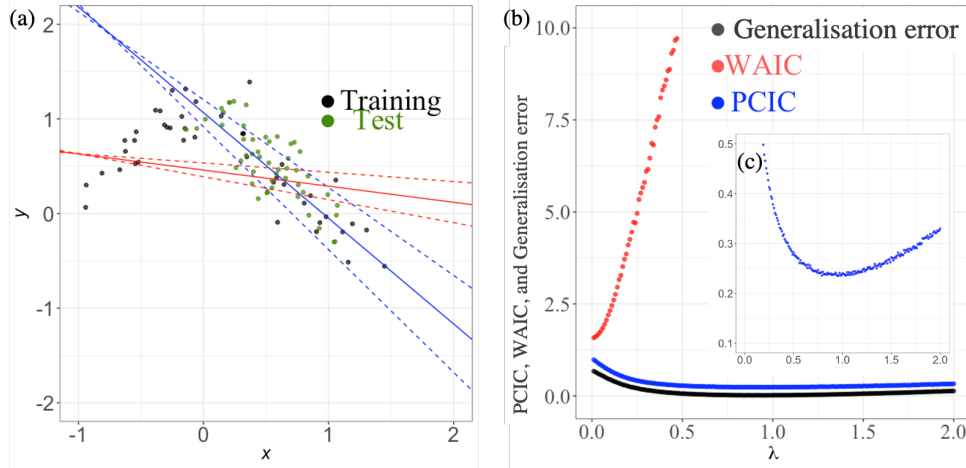 (a)
2
1
0
-1
-2
y
-1
0
1
2
x
Training
Test
(b)
10.0
7.5
5.0
2.5
0.0
PCIC, WAIC, and Generalisation error
0.0
0.5
1.0
1.5
2.0
λ
Generalisation error
WAIC
PCIC
(c)
0.5
0.4
0.3
0.2
0.1
0.0
0.5
1.0
1.5
2.0